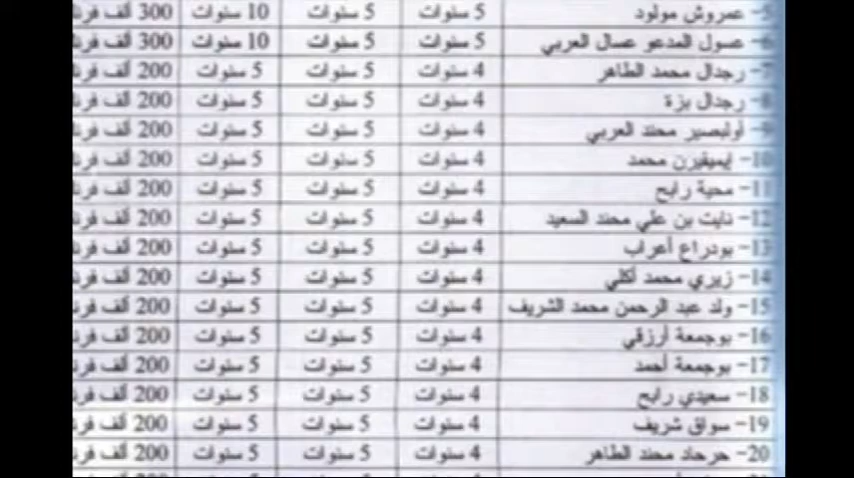 5- عمروش مولود 5 سنوات 5 سنوات 10 سنوات 300 ألف فرنك
6- عسول المدعو عسال العربي 5 سنوات 5 سنوات 10 سنوات 300 ألف
7- رجدال محمد الطاهر 4 سنوات 5 سنوات 5 سنوات 200 ألف
8- رجدال بزة 4 سنوات 5 سنوات 5 سنوات 200 ألف
9- أولبصير محند العربي 4 سنوات 5 سنوات 5 سنوات 200 ألف
10- إيميفيرن محمد 4 سنوات 5 سنوات 5 سنوات 200 ألف
11- محية رابح 4 سنوات 5 سنوات 5 سنوات 200 ألف
12- نايت بن علي محند السعيد 4 سنوات 5 سنوات 5 سنوات 200 ألف
13- بودراع أعراب 4 سنوات 5 سنوات 5 سنوات 200 ألف
14- زيري محمد أكلي 4 سنوات 5 سنوات 5 سنوات 200 ألف
15- ولد عبد الرحمن محمد الشريف 4 سنوات 5 سنوات 5 سنوات 200 ألف
16- بوجمعة أرزقي 4 سنوات 5 سنوات 5 سنوات 200 ألف
17- بوجمعة أحمد 4 سنوات 5 سنوات 5 سنوات 200 ألف
18- سعيدي رابح 4 سنوات 5 سنوات 5 سنوات 200 ألف
19- سواق شريف 4 سنوات 5 سنوات 5 سنوات 200 ألف
20- حرحاد محند الطاهر 4 سنوات 5 سنوات 5 سنوات 200 ألف